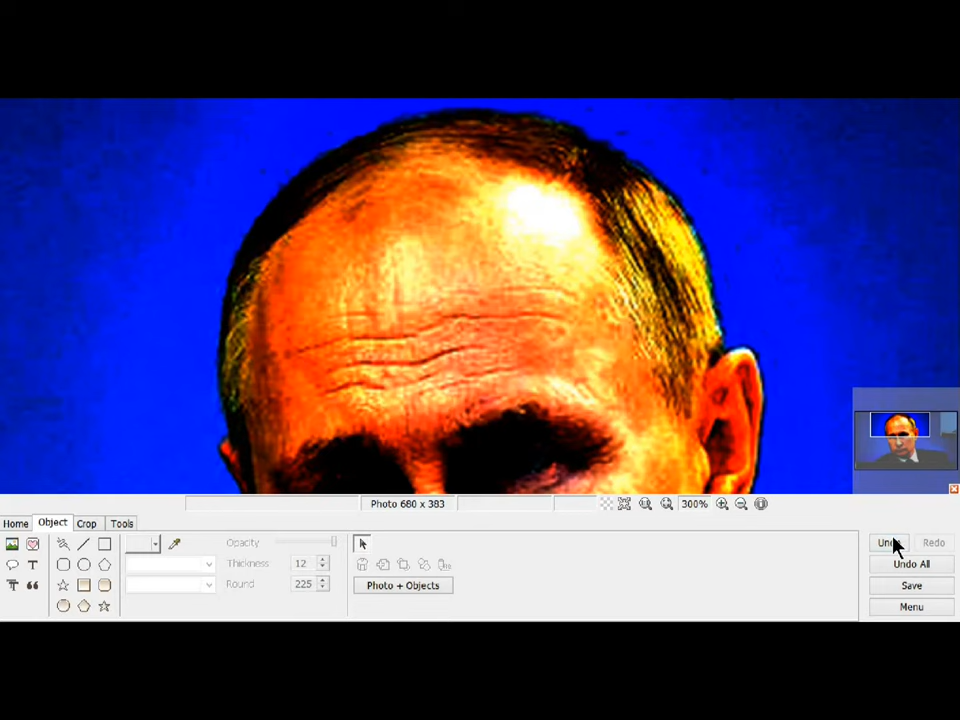 Photo 680 x 383
300%
Home
Object
Crop
Tools
Opacity
Thickness
12
Round
225
Photo + Objects
Redo
Undo All
Save
Menu